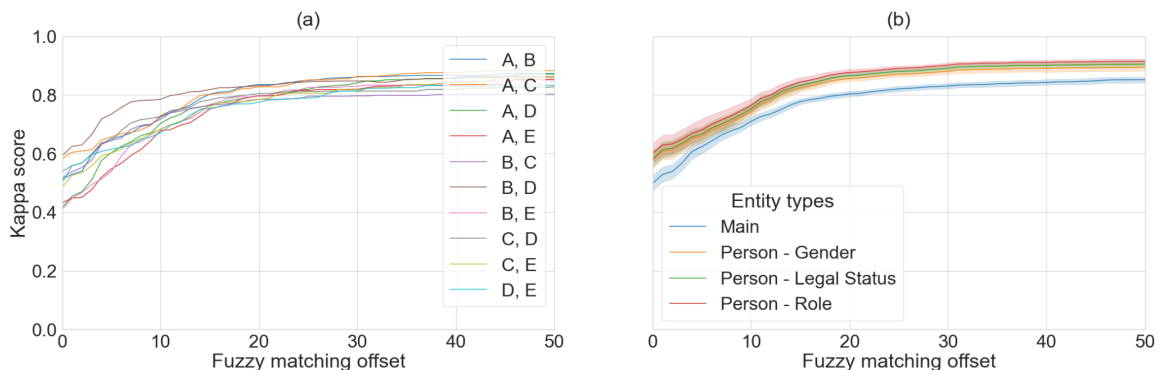 (a)
Kappa score
1.0
0.8
0.6
0.4
0.2
0.0
0 10 20 30 40 50
Fuzzy matching offset
A, B
A, C
A, D
A, E
B, C
B, D
B, E
C, D
C, E
D, E
(b)
Entity types
Main
Person - Gender
Person - Legal Status
Person - Role
0 10 20 30 40 50
Fuzzy matching offset